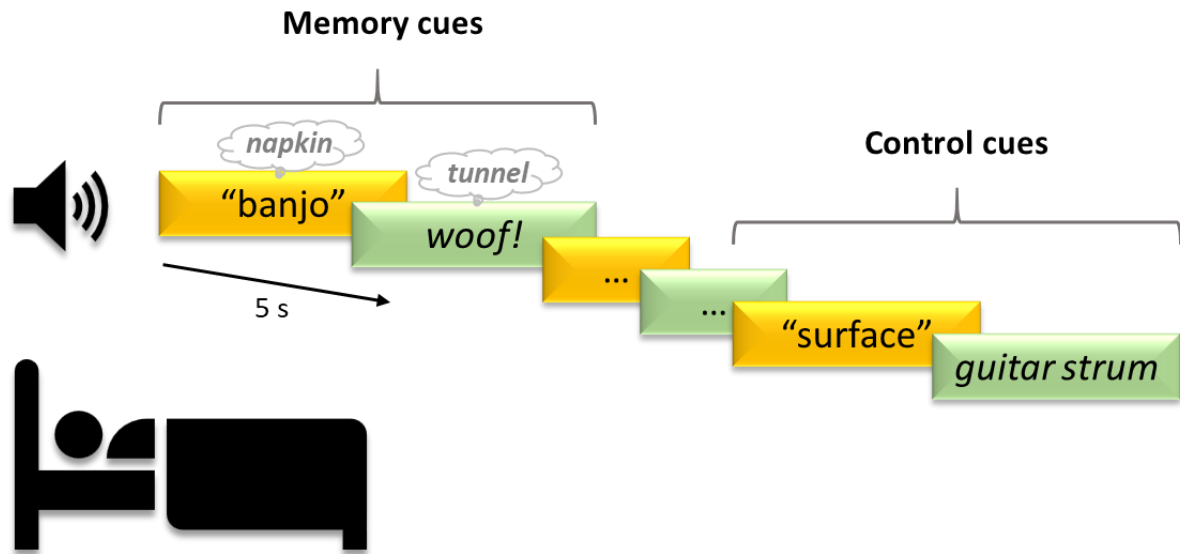 Memory cues
napkin
“banjo”
tunnel
woof!
...
...
5 s
Control cues
“surface”
guitar strum